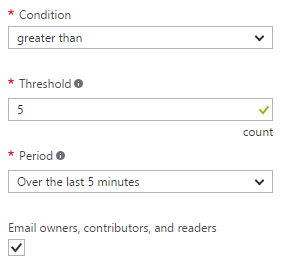 * Condition
greater than
* Threshold
5
count
* Period
Over the last 5 minutes
Email owners, contributors, and readers